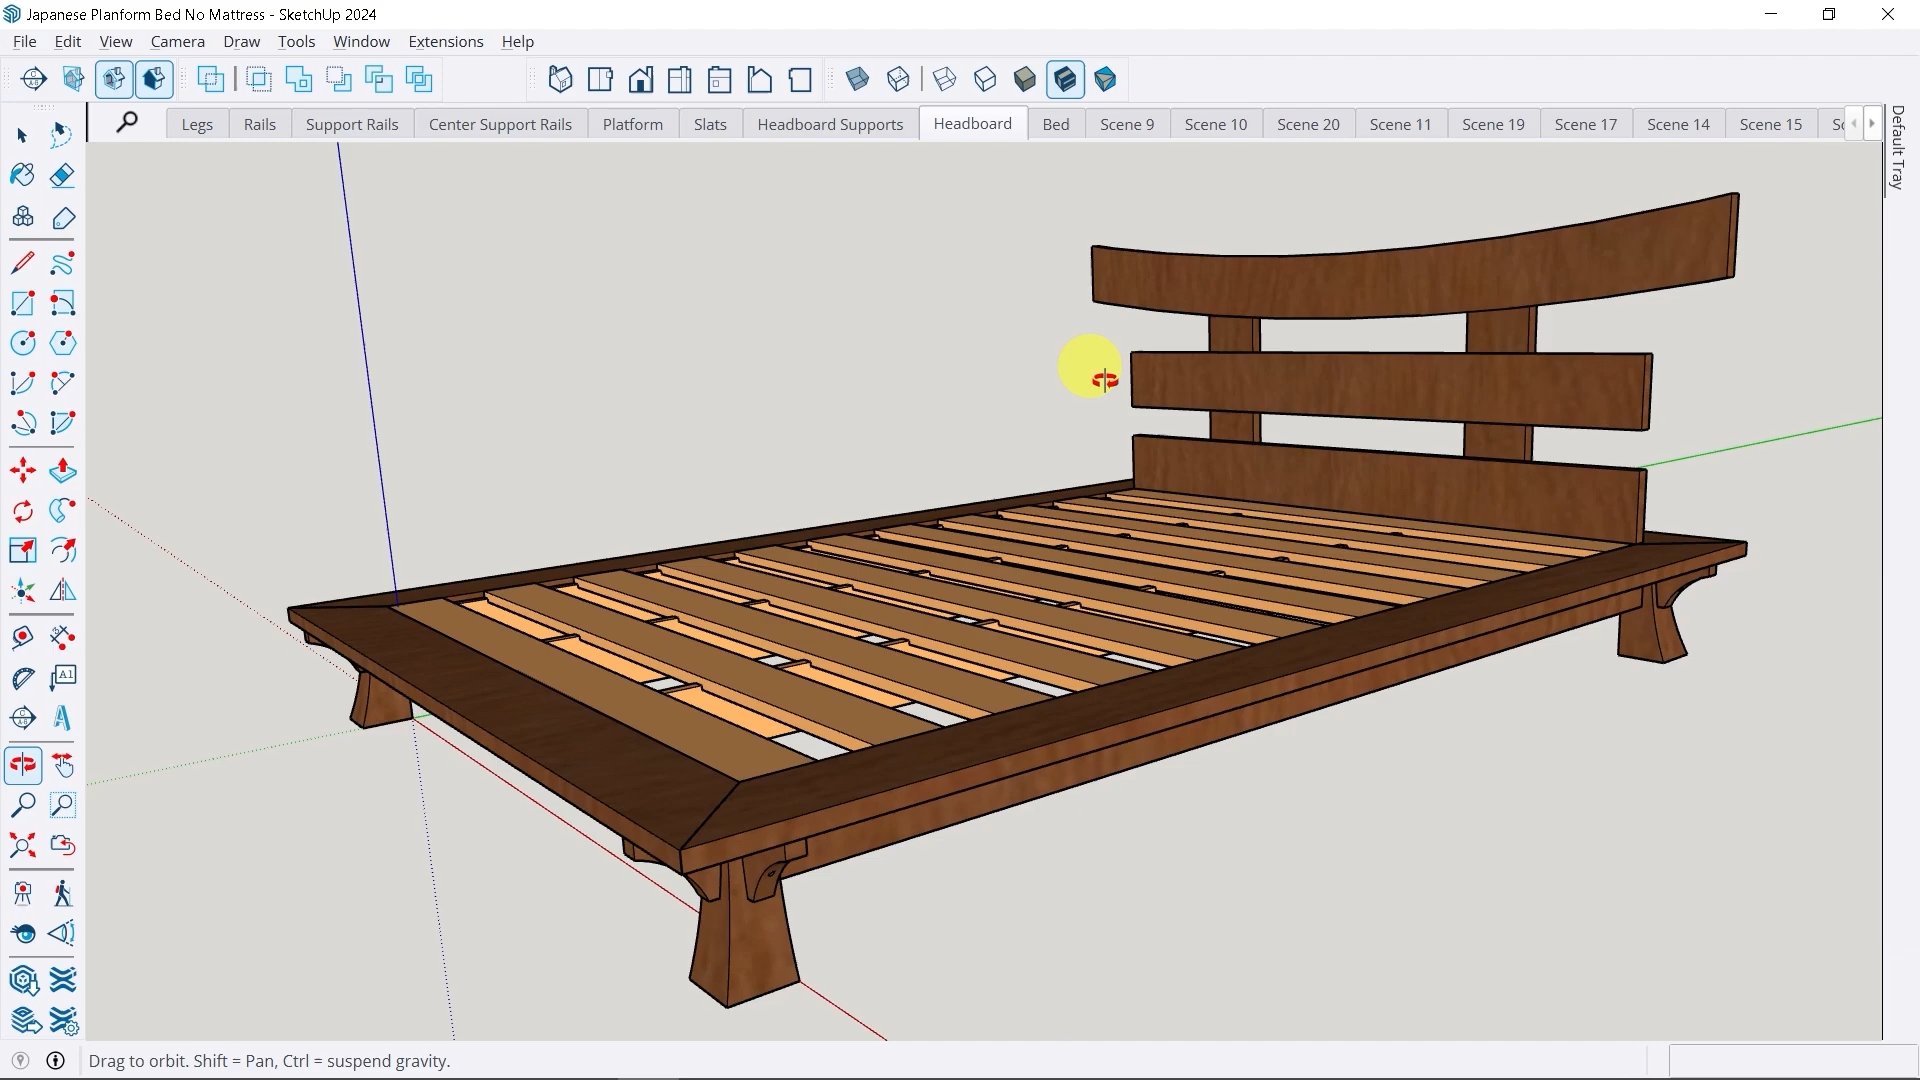 Japanese Planform Bed No Mattress - SketchUp 2024
File Edit View Camera Draw Tools Window Extensions Help
Legs Rails Support Rails Center Support Rails Platform Slats Headboard Supports Headboard Bed Scene 9 Scene 10 Scene 20 Scene 11 Scene 19 Scene 17 Scene 14 Scene 15
Default Tray
A1
Drag to orbit. Shift = Pan, Ctrl = suspend gravity.